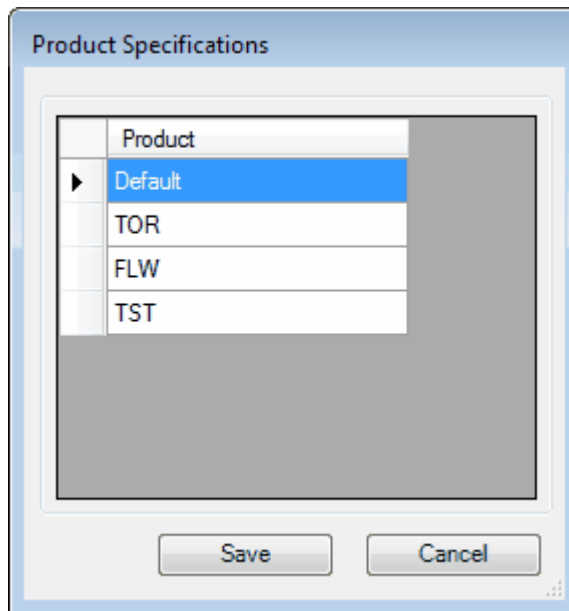 Product Specifications
Product
Default
TOR
FLW
TST
Save Cancel